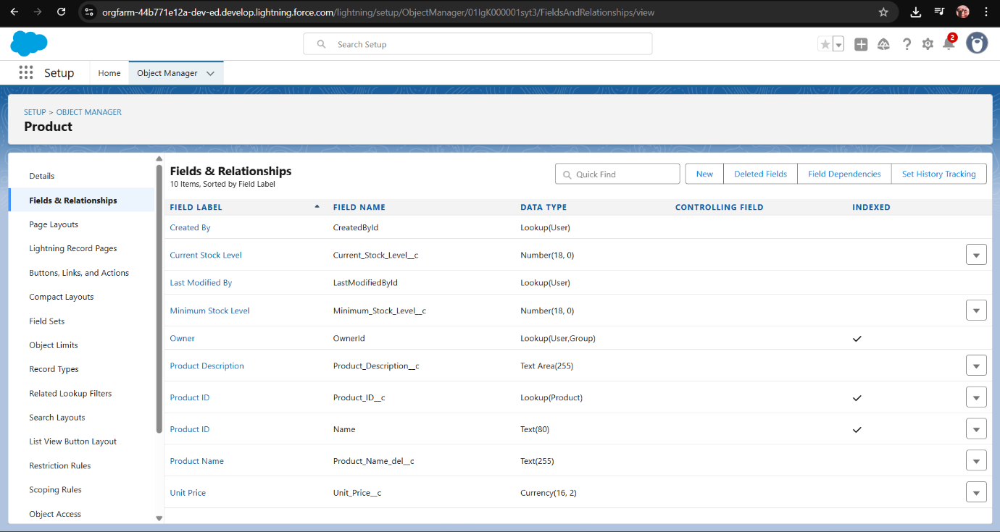 orgfarm-44b771e12a-dev-ed.develop.lightning.force.com/lightning/setup/ObjectManager/01IgK000001syt3/FieldsAndRelationships/view
Search Setup
2
Setup
Home
Object Manager
SETUP > OBJECT MANAGER
Product
Details
Fields & Relationships
Page Layouts
Lightning Record Pages
Buttons, Links, and Actions
Compact Layouts
Field Sets
Object Limits
Record Types
Related Lookup Filters
Search Layouts
List View Button Layout
Restriction Rules
Scoping Rules
Object Access
Fields & Relationships
10 Items, Sorted by Field Label
Quick Find
New
Deleted Fields
Field Dependencies
Set History Tracking
FIELD LABEL FIELD NAME DATA TYPE CONTROLLING FIELD INDEXED
Created By CreatedById Lookup(User)
Current Stock Level Current_Stock_Level__c Number(18, 0)
Last Modified By LastModifiedById Lookup(User)
Minimum Stock Level Minimum_Stock_Level__c Number(18, 0)
Owner OwnerId Lookup(User,Group)
Product Description Product_Description__c Text Area(255)
Product ID Product_ID__c Lookup(Product)
Product ID Name Text(80)
Product Name Product_Name_del__c Text(255)
Unit Price Unit_Price__c Currency(16, 2)